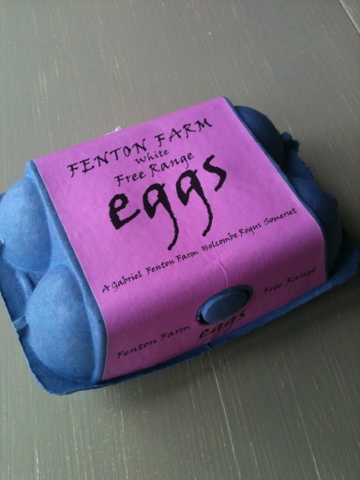 FENTON FARM
White
Free Range
eggs
A Gabriel Fenton Farm Holcombe Rogus Somerset
Fenton Farm eggs Free Range